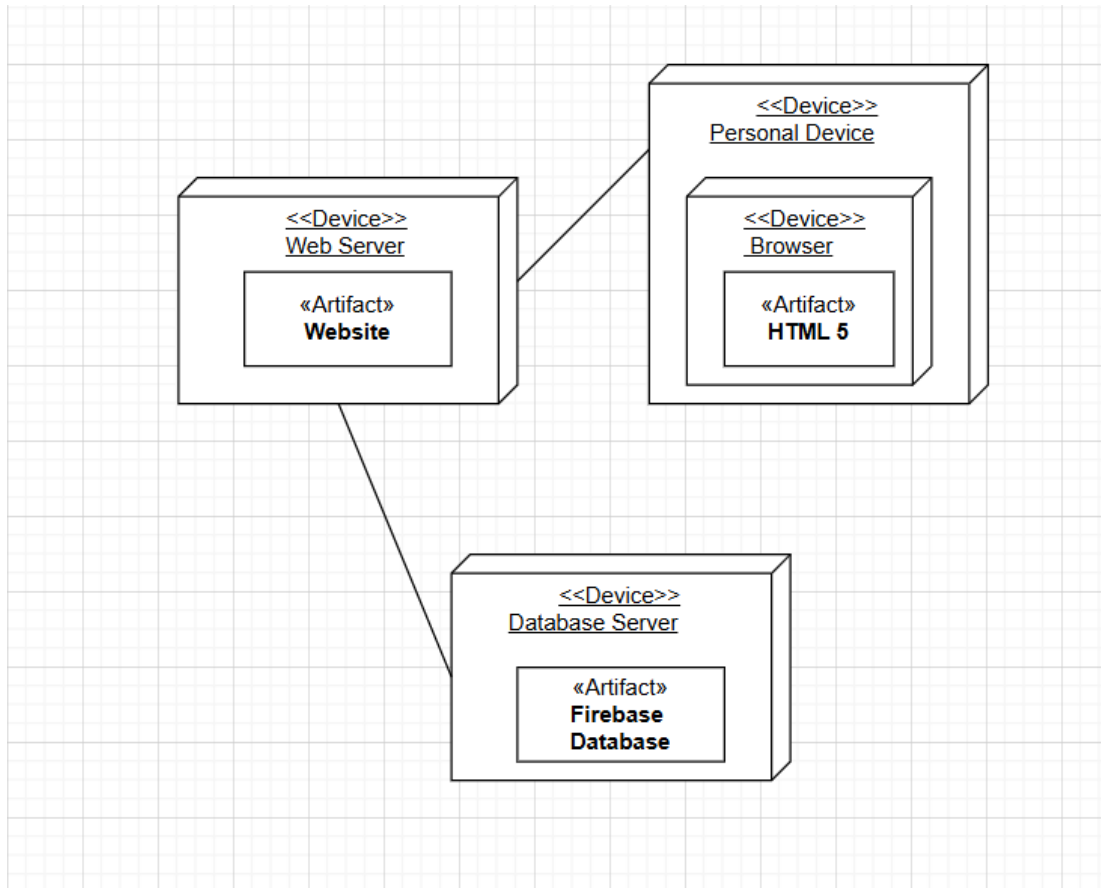 <<Device>>
Personal Device
<<Device>>
Browser
«Artifact»
HTML 5
<<Device>>
Web Server
«Artifact»
Website
<<Device>>
Database Server
«Artifact»
Firebase
Database